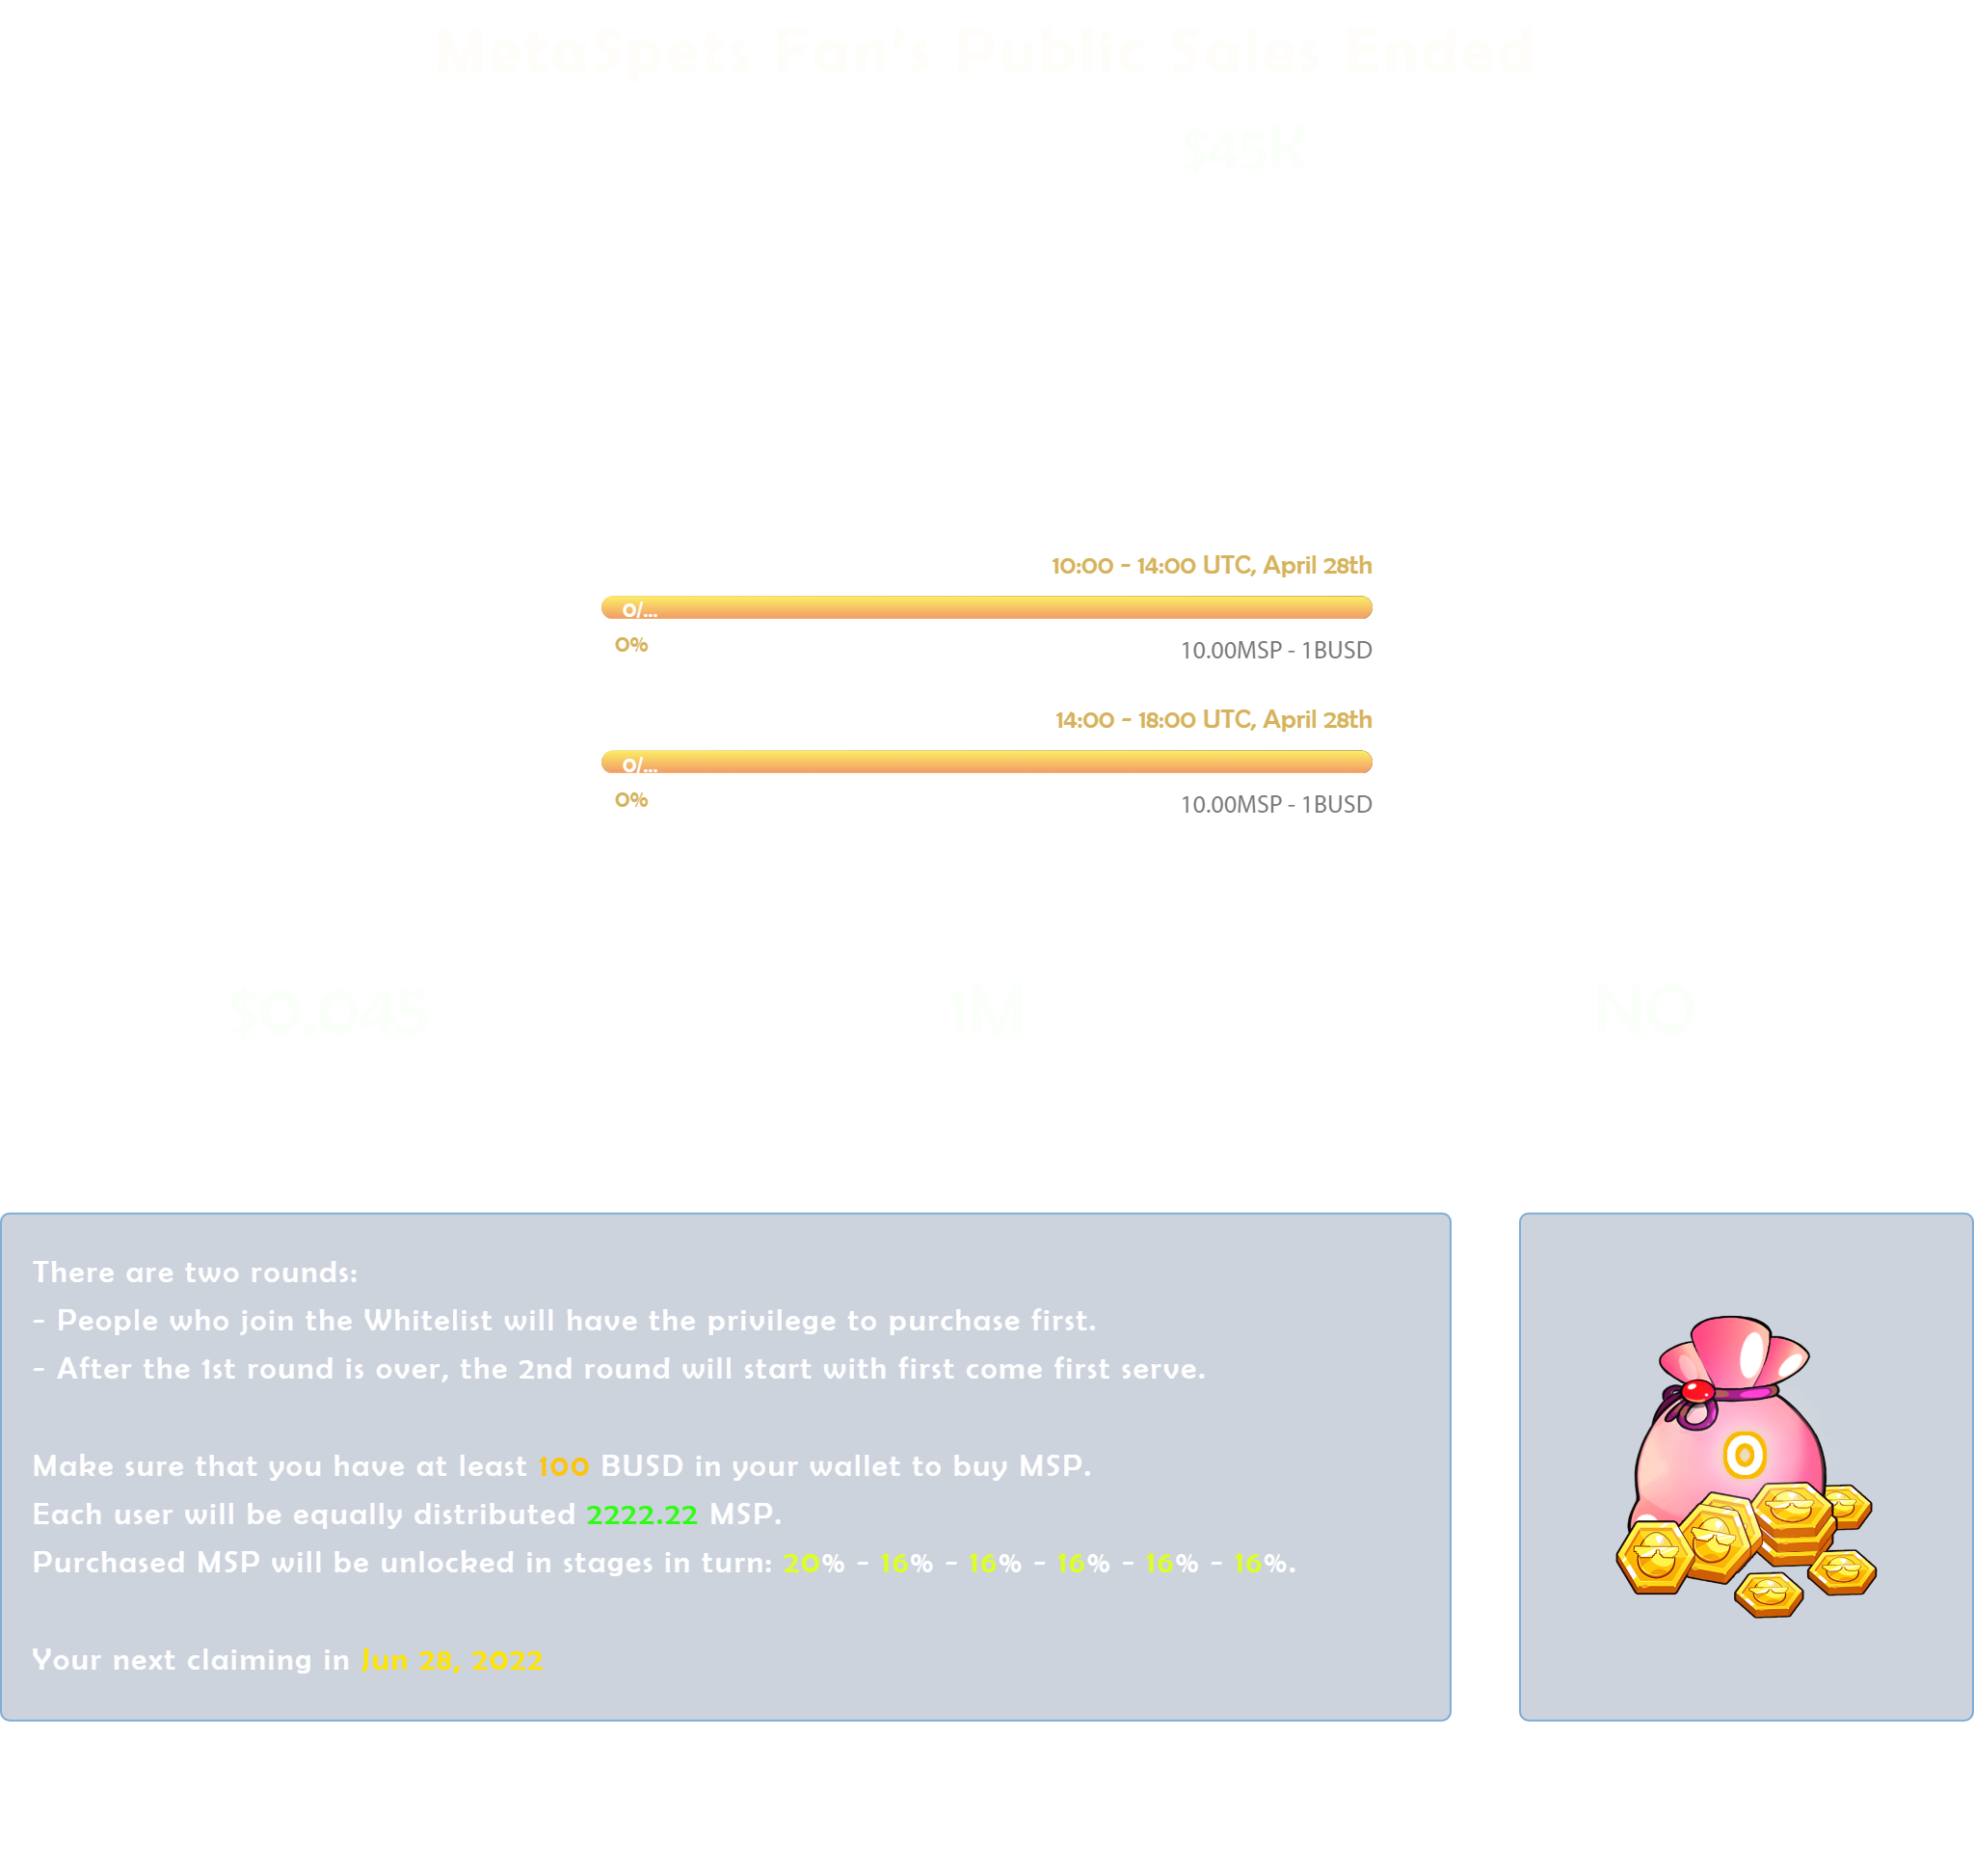 MetaSpets Fan's Public Sales Ended
$45K
10:00 - 14:00 UTC, April 28th
0/...
0%
10.00MSP - 1BUSD
14:00 - 18:00 UTC, April 28th
0/...
0%
10.00MSP - 1BUSD
$0.045
1M
NO
There are two rounds:
- People who join the Whitelist will have the privilege to purchase first.
- After the 1st round is over, the 2nd round will start with first come first serve.
Make sure that you have at least 100 BUSD in your wallet to buy MSP.
Each user will be equally distributed 2222.22 MSP.
Purchased MSP will be unlocked in stages in turn: 20% - 16% - 16% - 16% - 16% - 16%.
Your next claiming in Jun 28, 2022
0